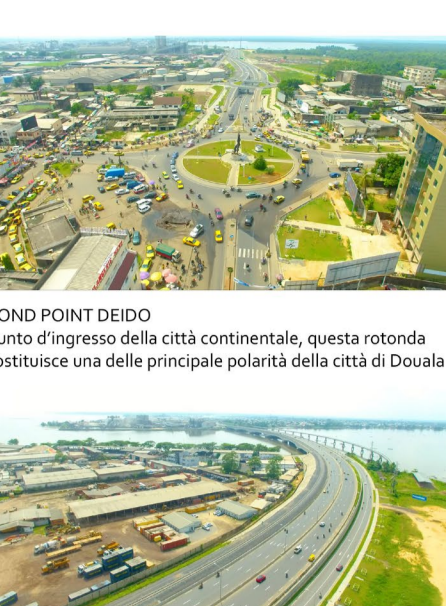 OND POINT DEIDO
unto d'ingresso della città continentale, questa rotonda
ostituisce una delle principale polarità della città di Douala